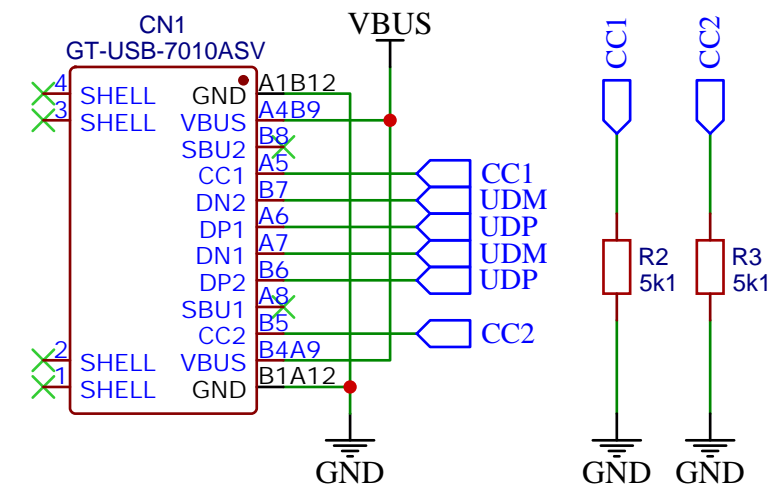 CN1
GT-USB-7010ASV
VBUS
CC1
CC2
4 SHELL GND A1B12
3 SHELL VBUS A4B9
SBU2 B8
CC1 A5 CC1
DN2 B7 UDM
DP1 A6 UDP
DN1 A7 UDM
DP2 B6 UDP
SBU1 A8
CC2 B5 CC2
2 SHELL VBUS B4A9
1 SHELL GND B1A12
GND
R2
5k1
R3
5k1
GND
GND